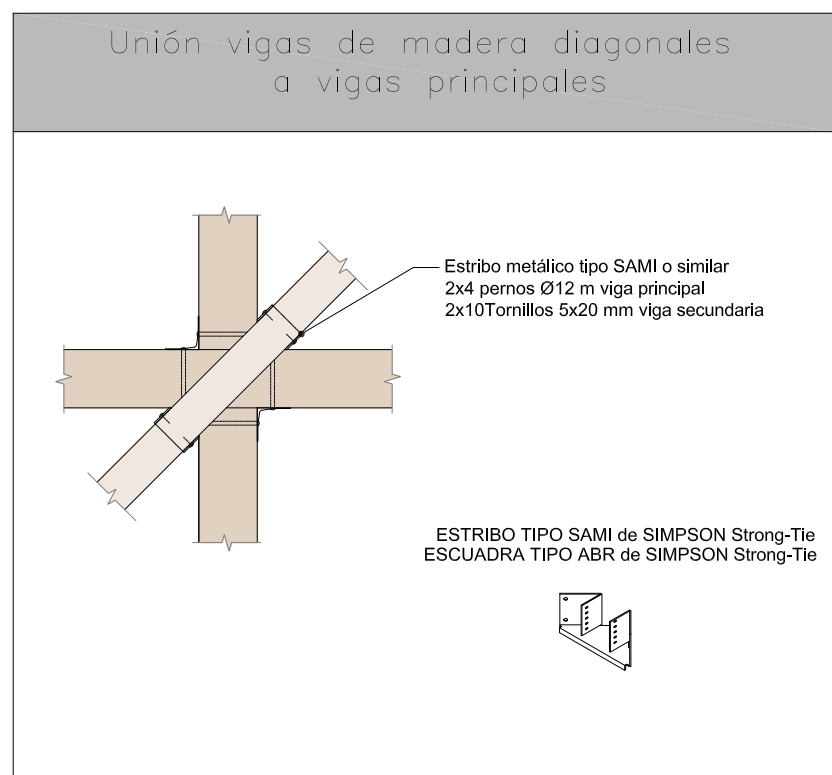 Unión vigas de madera diagonales
a vigas principales
Estribo metálico tipo SAMI o similar
2x4 pernos Ø12 m viga principal
2x10Tornillos 5x20 mm viga secundaria
ESTRIBO TIPO SAMI de SIMPSON Strong-Tie
ESCUADRA TIPO ABR de SIMPSON Strong-Tie